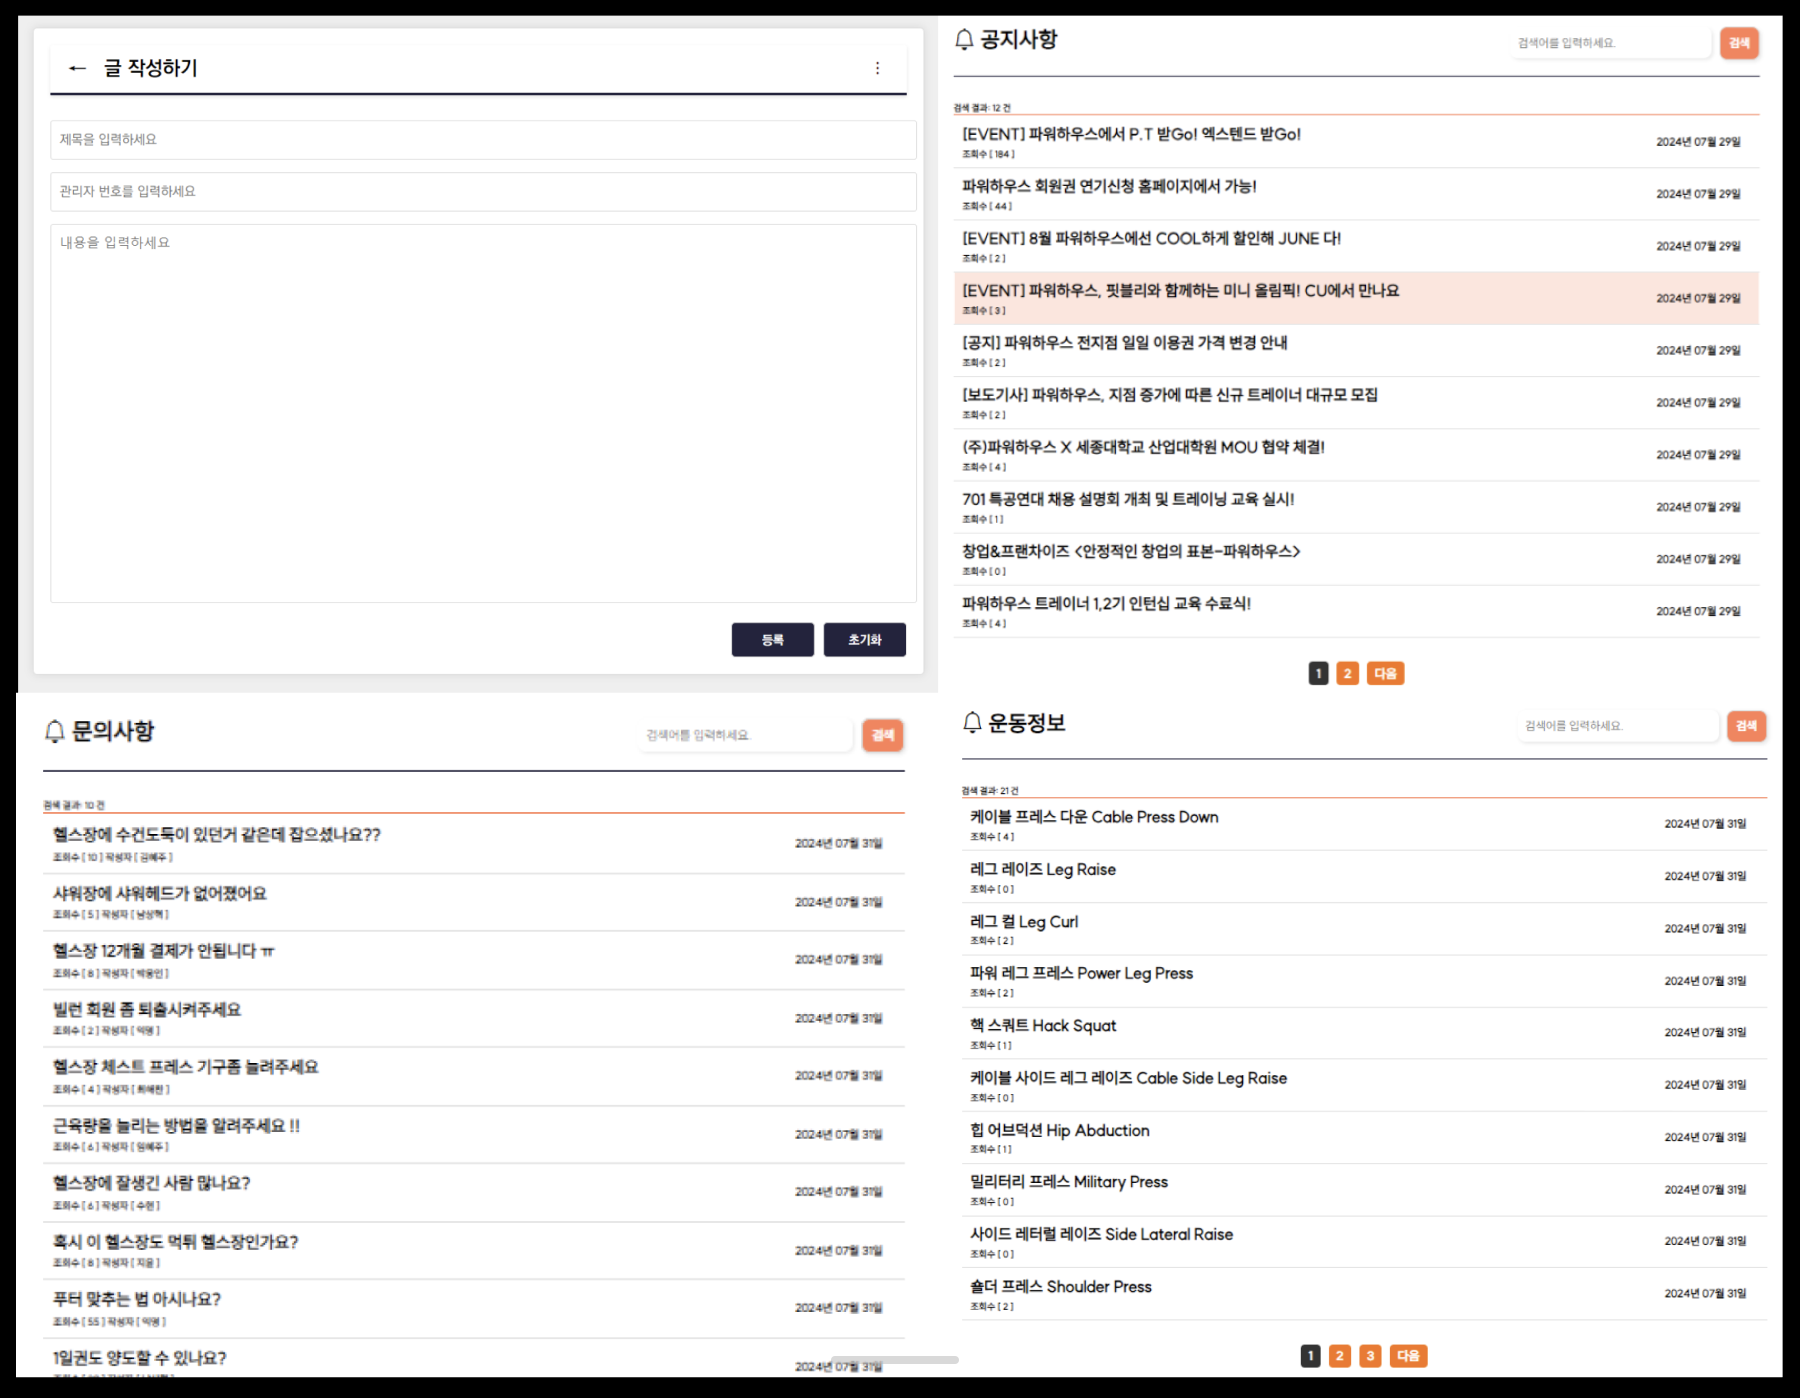 ← 글 작성하기 ⋮
제목을 입력하세요
관리자 번호를 입력하세요
내용을 입력하세요
등록 초기화
공지사항
검색어를 입력하세요. 검색
검색 결과: 12 건
[EVENT] 파워하우스에서 P.T 받Go! 엑스텐드 받Go! 2024년 07월 29일
조회수 [ 184 ]
파워하우스 회원권 연기신청 홈페이지에서 가능! 2024년 07월 29일
조회수 [ 44 ]
[EVENT] 8월 파워하우스에선 COOL하게 할인해 JUNE 다! 2024년 07월 29일
조회수 [ 2 ]
[EVENT] 파워하우스, 핏블리와 함께하는 미니 올림픽! CU에서 만나요 2024년 07월 29일
조회수 [ 3 ]
[공지] 파워하우스 전지점 일일 이용권 가격 변경 안내 2024년 07월 29일
조회수 [ 2 ]
[보도기사] 파워하우스, 지점 증가에 따른 신규 트레이너 대규모 모집 2024년 07월 29일
조회수 [ 2 ]
(주)파워하우스 X 세종대학교 산업대학원 MOU 협약 체결! 2024년 07월 29일
조회수 [ 4 ]
701 특공연대 채용 설명회 개최 및 트레이닝 교육 실시! 2024년 07월 29일
조회수 [ 1 ]
창업&프랜차이즈 <안정적인 창업의 표본-파워하우스> 2024년 07월 29일
조회수 [ 0 ]
파워하우스 트레이너 1,2기 인턴십 교육 수료식! 2024년 07월 29일
조회수 [ 4 ]
1 2 다음
문의사항
검색어를 입력하세요. 검색
검색 결과: 10 건
헬스장에 수건도둑이 있던거 같은데 잡으셨나요?? 2024년 07월 31일
조회수 [ 10 ] 작성자 [ 김혜주 ]
샤워장에 샤워헤드가 없어졌어요 2024년 07월 31일
조회수 [ 5 ] 작성자 [ 남상혁 ]
헬스장 12개월 결제가 안됩니다 ㅠ 2024년 07월 31일
조회수 [ 8 ] 작성자 [ 박웅인 ]
빌런 회원 좀 퇴출시켜주세요 2024년 07월 31일
조회수 [ 2 ] 작성자 [ 익명 ]
헬스장 체스트 프레스 기구좀 늘려주세요 2024년 07월 31일
조회수 [ 4 ] 작성자 [ ]
근육량을 늘리는 방법을 알려주세요 !! 2024년 07월 31일
조회수 [ 6 ] 작성자 [ 임혜주 ]
헬스장에 잘생긴 사람 많나요? 2024년 07월 31일
조회수 [ 6 ] 작성자 [ 수현 ]
혹시 이 헬스장도 먹튀 헬스장인가요? 2024년 07월 31일
조회수 [ 8 ] 작성자 [ 지윤 ]
푸터 맞추는 법 아시나요? 2024년 07월 31일
조회수 [ 55 ] 작성자 [ 익명 ]
1일권도 양도할 수 있나요? 2024년 07월 31일
운동정보
검색어를 입력하세요. 검색
검색 결과: 21 건
케이블 프레스 다운 Cable Press Down 2024년 07월 31일
조회수 [ 4 ]
레그 레이즈 Leg Raise 2024년 07월 31일
조회수 [ 0 ]
레그 컬 Leg Curl 2024년 07월 31일
조회수 [ 2 ]
파워 레그 프레스 Power Leg Press 2024년 07월 31일
조회수 [ 2 ]
핵 스쿼트 Hack Squat 2024년 07월 31일
조회수 [ 1 ]
케이블 사이드 레그 레이즈 Cable Side Leg Raise 2024년 07월 31일
조회수 [ 0 ]
힙 어브덕션 Hip Abduction 2024년 07월 31일
조회수 [ 1 ]
밀리터리 프레스 Military Press 2024년 07월 31일
조회수 [ 0 ]
사이드 레터럴 레이즈 Side Lateral Raise 2024년 07월 31일
조회수 [ 0 ]
숄더 프레스 Shoulder Press 2024년 07월 31일
조회수 [ 2 ]
1 2 3 다음